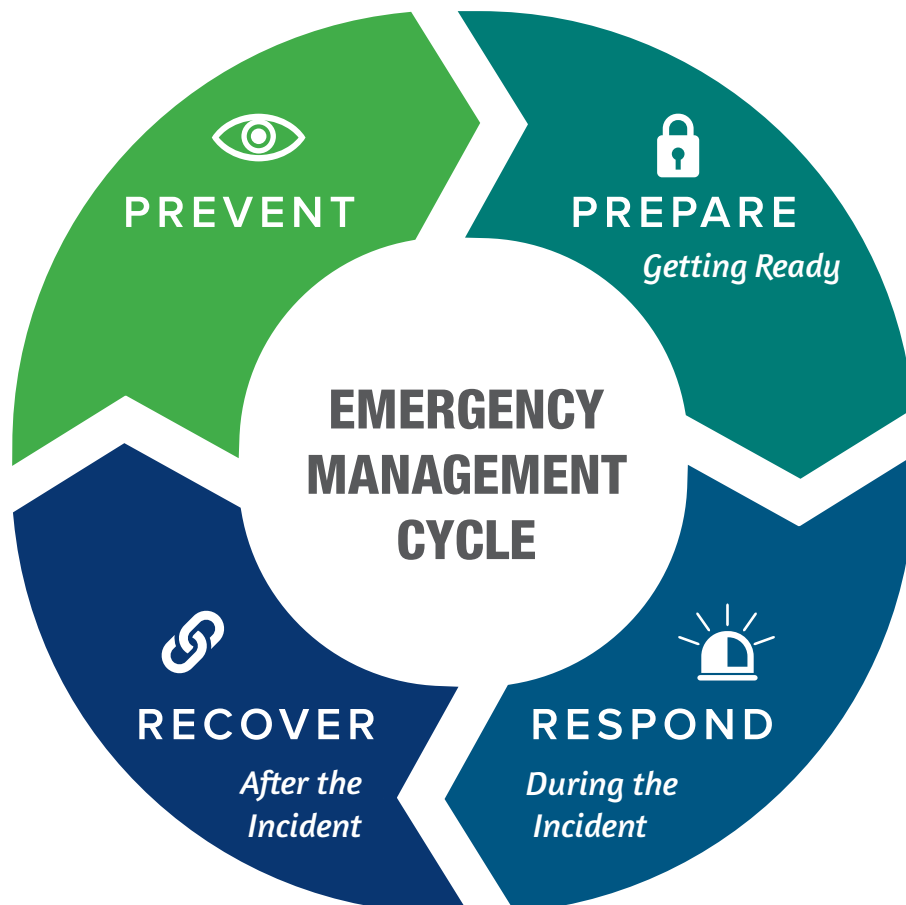 PREVENT
PREPARE
Getting Ready
EMERGENCY
MANAGEMENT
CYCLE
RECOVER
After the
Incident
RESPOND
During the
Incident